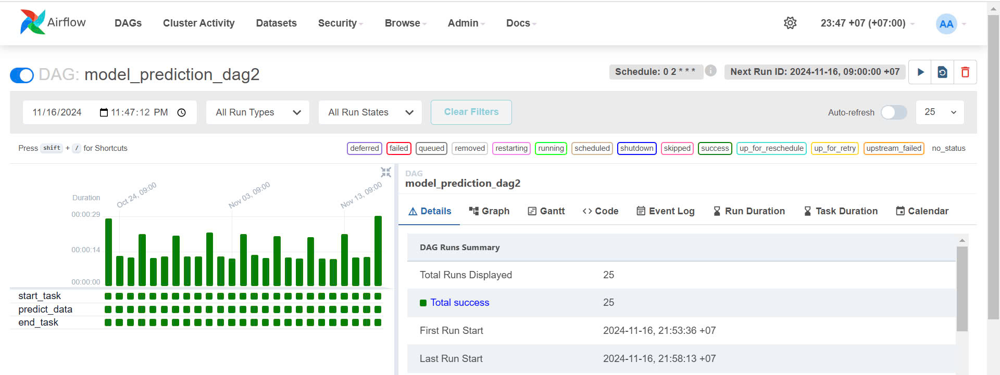 Airflow DAGs Cluster Activity Datasets Security Browse Admin Docs 23:47 +07 (+07:00) AA
DAG: model_prediction_dag2 Schedule: 0 2 * * * i Next Run ID: 2024-11-16, 09:00:00 +07
11/16/2024 11:47:12 PM All Run Types All Run States Clear Filters Auto-refresh 25
Press shift + / for Shortcuts deferred failed queued removed restarting running scheduled shutdown skipped success up_for_reschedule up_for_retry upstream_failed no_status
Oct 24, 09:00 Nov 03, 09:00 Nov 13, 09:00
Duration
00:00:29
00:00:14
00:00:00
start_task
predict_data
end_task
DAG
model_prediction_dag2
Details Graph Gantt Code Event Log Run Duration Task Duration Calendar
DAG Runs Summary
Total Runs Displayed 25
Total success 25
First Run Start 2024-11-16, 21:53:36 +07
Last Run Start 2024-11-16, 21:58:13 +07